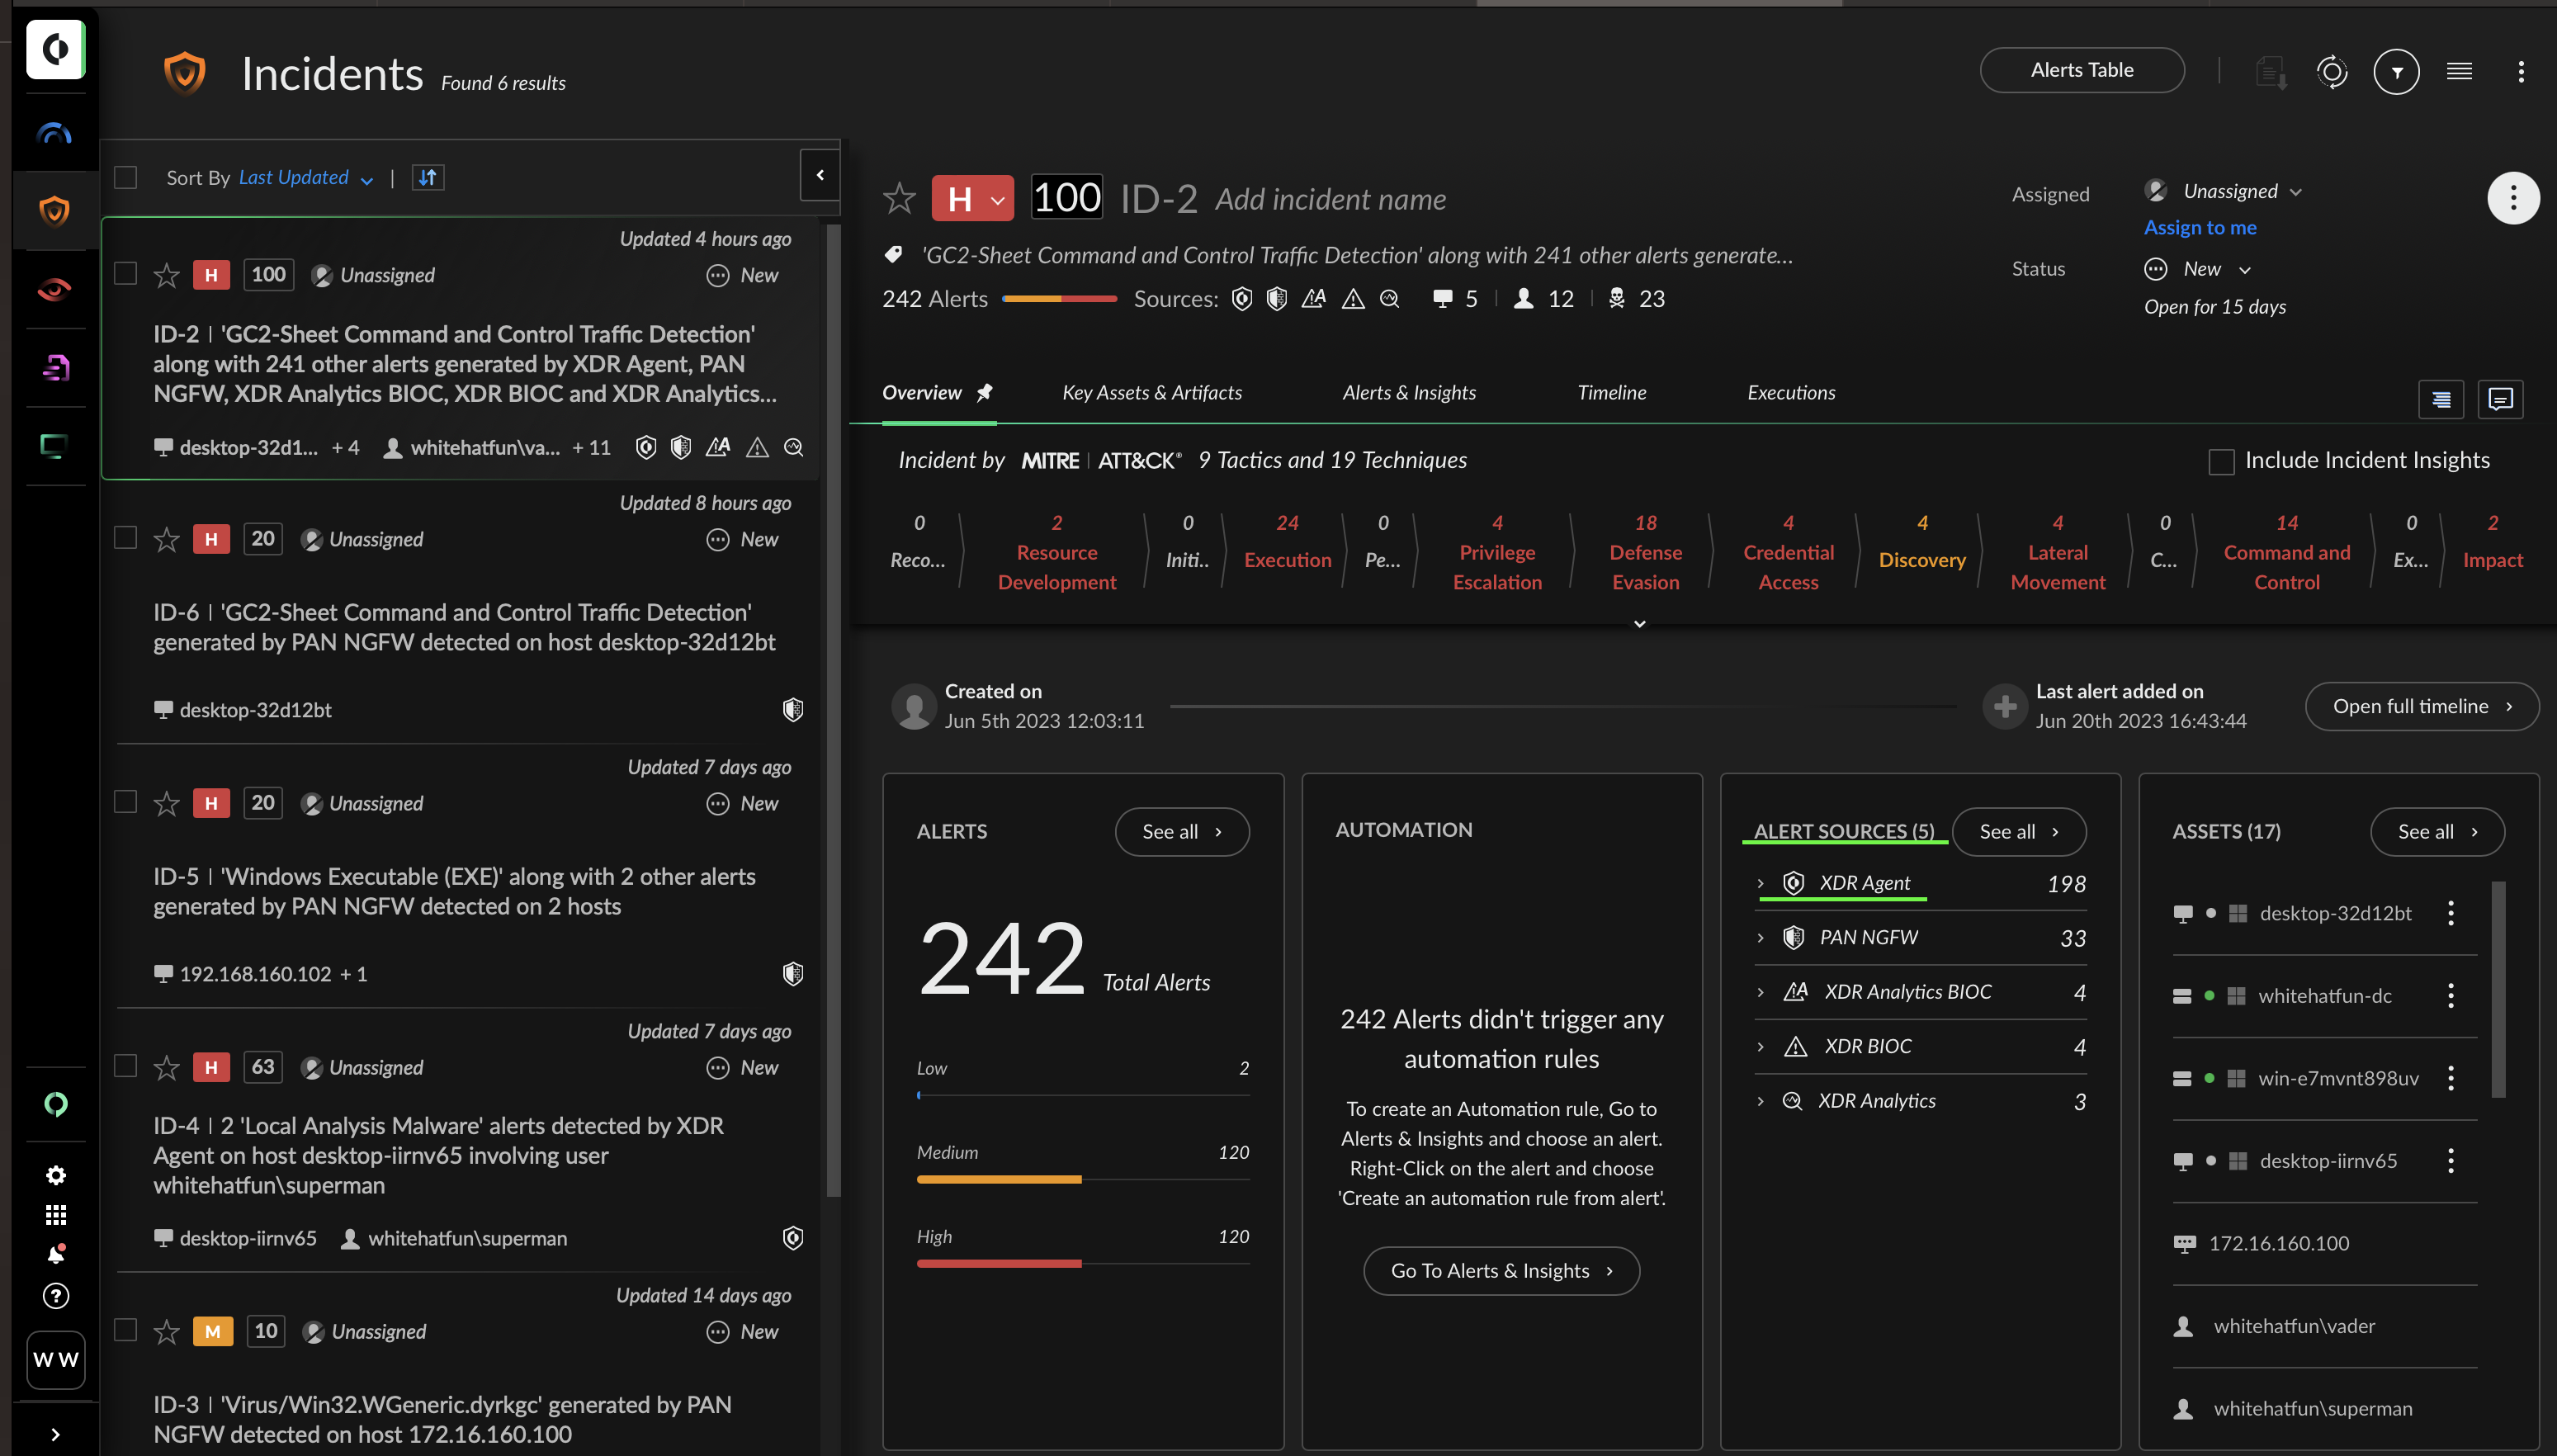 Incidents Found 6 results
Alerts Table
Sort By Last Updated |
Updated 4 hours ago
H 100 Unassigned New
ID-2 | 'GC2-Sheet Command and Control Traffic Detection'
along with 241 other alerts generated by XDR Agent, PAN
NGFW, XDR Analytics BIOC, XDR BIOC and XDR Analytics...
desktop-32d1... + 4 whitehatfun\va... + 11
Updated 8 hours ago
H 20 Unassigned New
ID-6 | 'GC2-Sheet Command and Control Traffic Detection'
generated by PAN NGFW detected on host desktop-32d12bt
desktop-32d12bt
Updated 7 days ago
H 20 Unassigned New
ID-5 | 'Windows Executable (EXE)' along with 2 other alerts
generated by PAN NGFW detected on 2 hosts
192.168.160.102 + 1
Updated 7 days ago
H 63 Unassigned New
ID-4 | 2 'Local Analysis Malware' alerts detected by XDR
Agent on host desktop-iirnv65 involving user
whitehatfun\superman
desktop-iirnv65 whitehatfun\superman
Updated 14 days ago
M 10 Unassigned New
ID-3 | 'Virus/Win32.WGeneric.dyrkgc' generated by PAN
NGFW detected on host 172.16.160.100
W W
H 100 ID-2 Add incident name
'GC2-Sheet Command and Control Traffic Detection' along with 241 other alerts generate...
242 Alerts Sources: 5 | 12 | 23
Assigned Unassigned
Assign to me
Status New
Open for 15 days
Overview Key Assets & Artifacts Alerts & Insights Timeline Executions
Incident by MITRE | ATT&CK® 9 Tactics and 19 Techniques
Include Incident Insights
0
Reco...
2
Resource
Development
0
Initi..
24
Execution
0
Pe...
4
Privilege
Escalation
18
Defense
Evasion
4
Credential
Access
4
Discovery
4
Lateral
Movement
0
C...
14
Command and
Control
0
Ex...
2
Impact
Created on
Jun 5th 2023 12:03:11
Last alert added on
Jun 20th 2023 16:43:44
Open full timeline
ALERTS See all
242 Total Alerts
Low 2
Medium 120
High 120
AUTOMATION
242 Alerts didn't trigger any
automation rules
To create an Automation rule, Go to
Alerts & Insights and choose an alert.
Right-Click on the alert and choose
'Create an automation rule from alert'.
Go To Alerts & Insights
ALERT SOURCES (5) See all
XDR Agent 198
PAN NGFW 33
XDR Analytics BIOC 4
XDR BIOC 4
XDR Analytics 3
ASSETS (17) See all
desktop-32d12bt
whitehatfun-dc
win-e7mvnt898uv
desktop-iirnv65
172.16.160.100
whitehatfun\vader
whitehatfun\superman